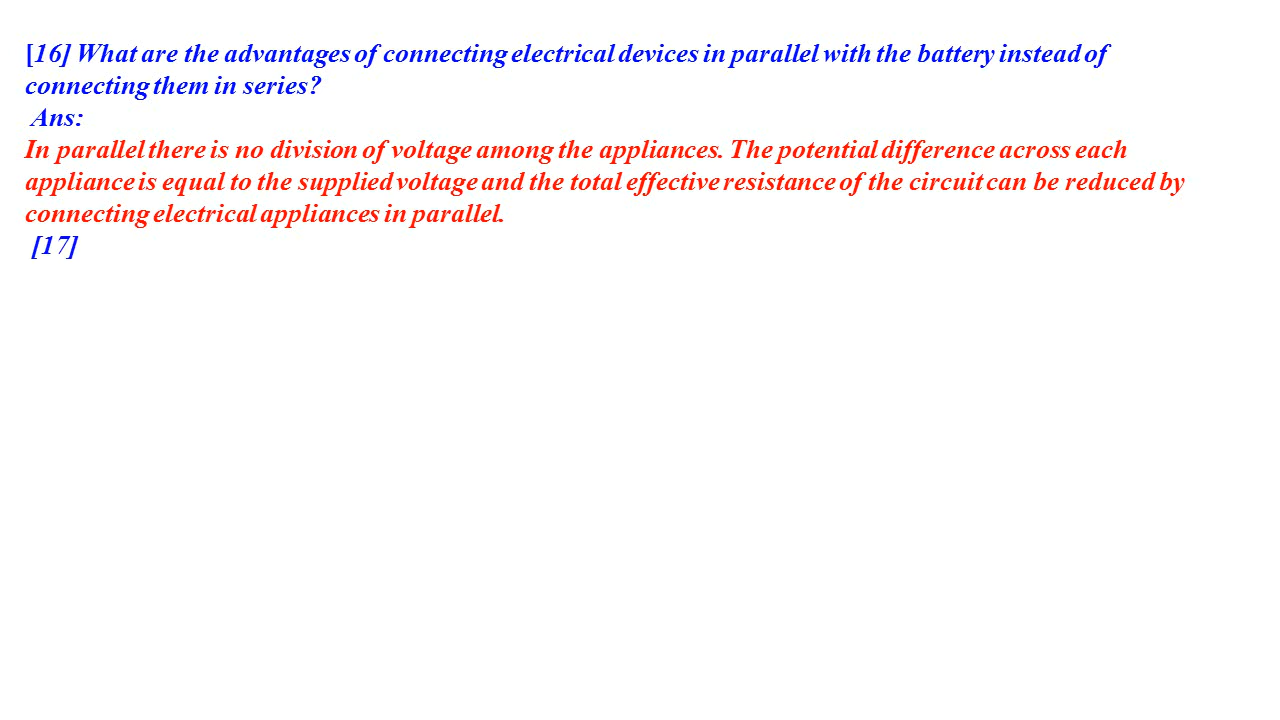 [16] What are the advantages of connecting electrical devices in parallel with the battery instead of
connecting them in series?
Ans:
In parallel there is no division of voltage among the appliances. The potential difference across each
appliance is equal to the supplied voltage and the total effective resistance of the circuit can be reduced by
connecting electrical appliances in parallel.
[17]